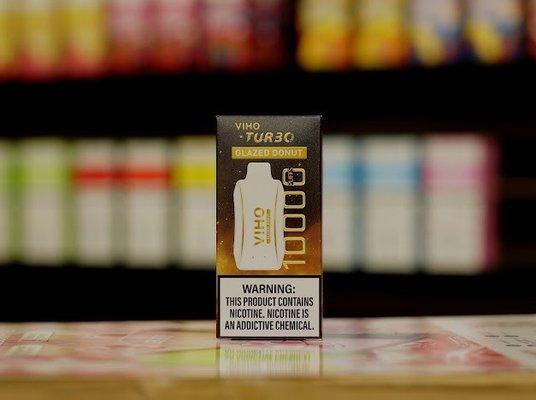 VIHO
TURBO
GLAZED DONUT
VIHO
10000
WARNING:
THIS PRODUCT CONTAINS
NICOTINE. NICOTINE IS
AN ADDICTIVE CHEMICAL.